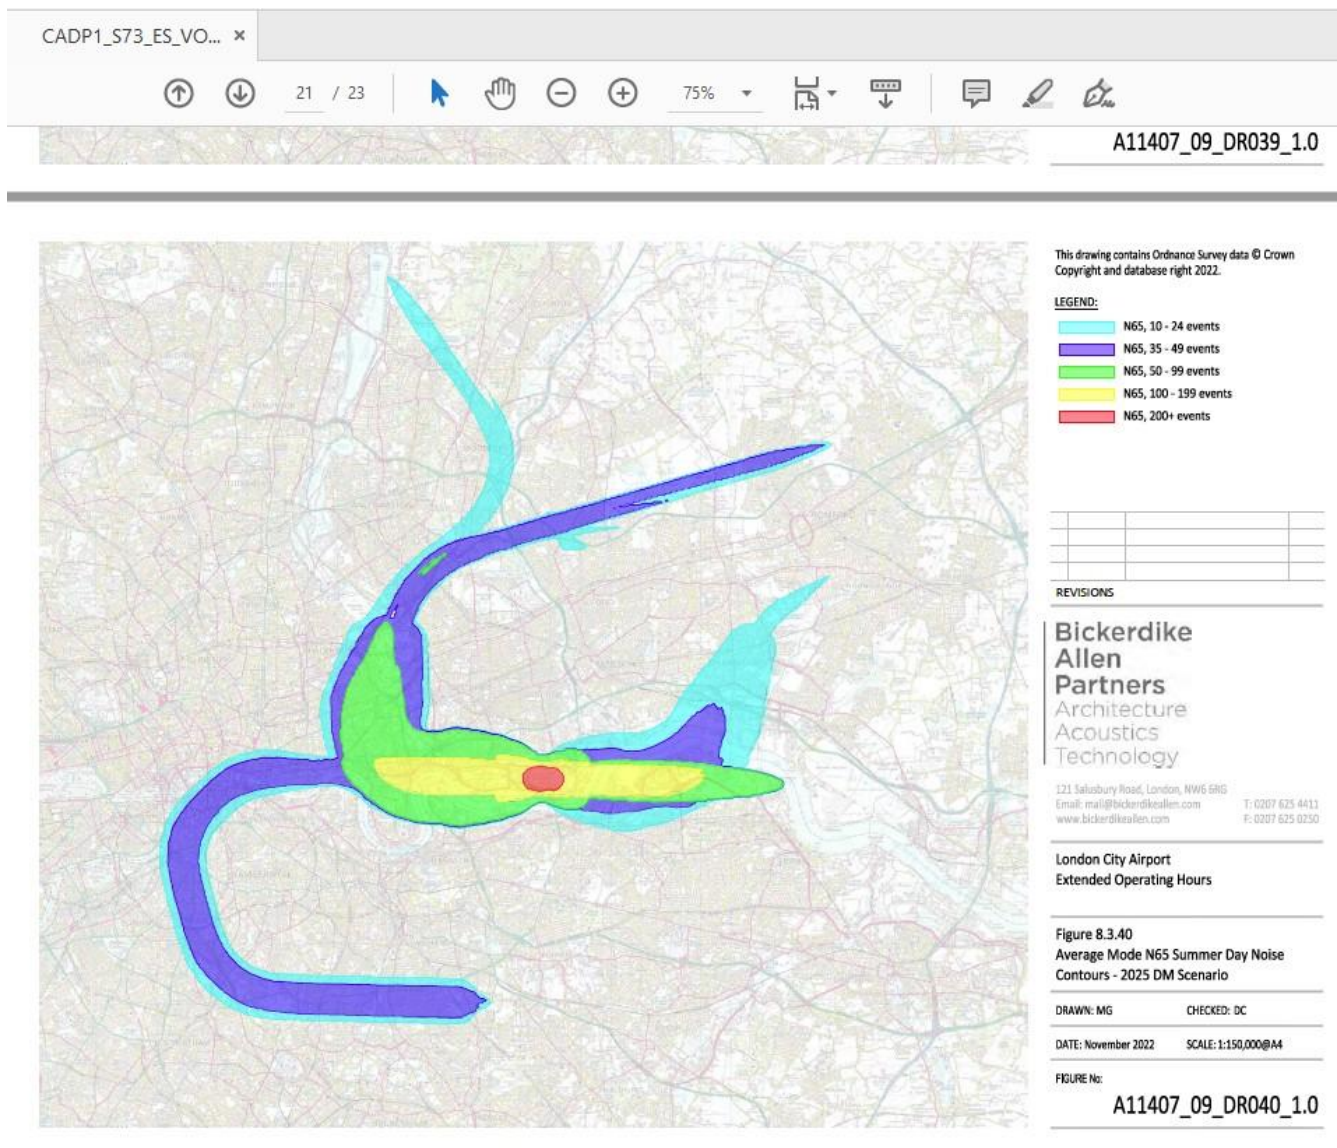 CADP1_S73_ES_VO... ×
21 / 23 75%
A11407_09_DR039_1.0
This drawing contains Ordnance Survey data © Crown
Copyright and database right 2022.
LEGEND:
N65, 10 - 24 events
N65, 35 - 49 events
N65, 50 - 99 events
N65, 100 - 199 events
N65, 200+ events
REVISIONS
Bickerdike
Allen
Partners
Architecture
Acoustics
Technology
121 Salusbury Road, London, NW6 6RG
Email: mail@bickerdikeallen.com T: 0207 625 4411
www.bickerdikeallen.com F: 0207 625 0250
London City Airport
Extended Operating Hours
Figure 8.3.40
Average Mode N65 Summer Day Noise
Contours - 2025 DM Scenario
DRAWN: MG CHECKED: DC
DATE: November 2022 SCALE: 1:150,000@A4
FIGURE No:
A11407_09_DR040_1.0